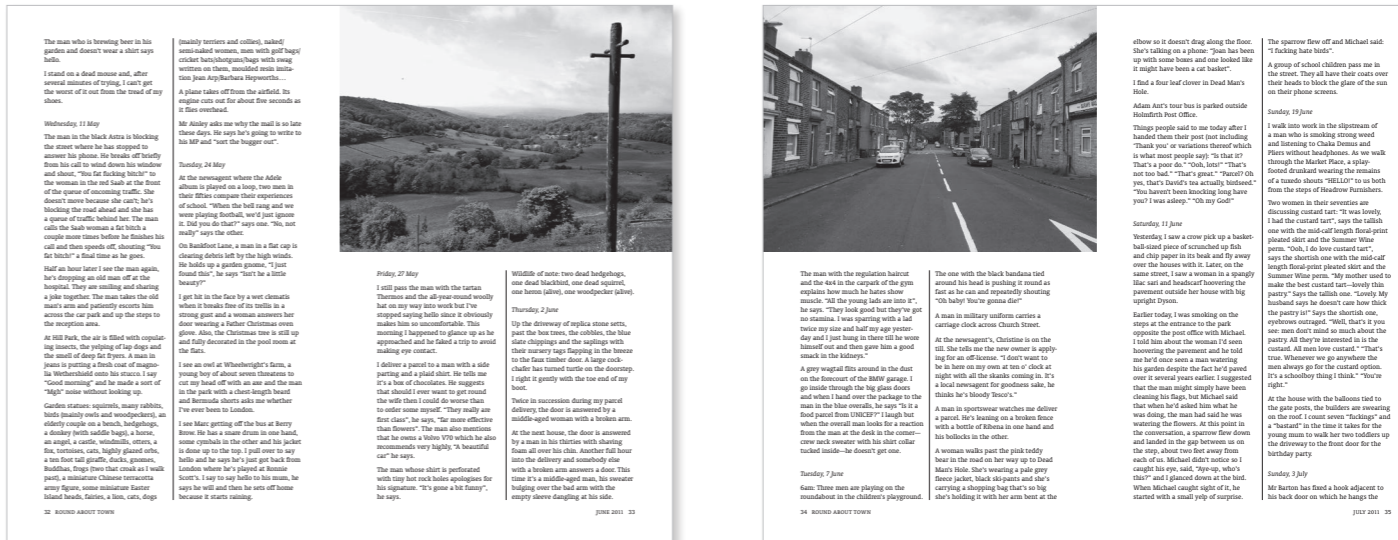 The man who is brewing beer in his
garden and doesn't wear a shirt says
hello.
I stand on a dead mouse and, after
several minutes of trying, I can't get
the worst of it out from the tread of my
shoes.
Wednesday, 11 May
The man in the black Astra is blocking
the street where he has stopped to
answer his phone. He breaks off briefly
from his call to wind down his window
and shout, “You fat fucking bitch!” to
the woman in the red Saab at the front
of the queue of oncoming traffic. She
doesn't move because she can't; he's
blocking the road ahead and she has
a queue of traffic behind her. The man
calls the Saab woman a fat bitch a
couple more times before he finishes his
call and then speeds off, shouting “You
fat bitch!” a final time as he goes.
Half an hour later I see the man again,
he's dropping an old man off at the
hospital. They are smiling and sharing
a joke together. The man takes the old
man's arm and patiently escorts him
across the car park and up the steps to
the reception area.
At Hill Park, the air is filled with copulat-
ing insects, the yelping of lap dogs and
the smell of deep fat fryers. A man in
jeans is putting a fresh coat of magno-
lia Wethershield onto his stucco. I say
“Good morning” and he made a sort of
“Mgh” noise without looking up.
Garden statues: squirrels, many rabbits,
birds (mainly owls and woodpeckers), an
elderly couple on a bench, hedgehogs,
a donkey (with saddle bags), a horse,
an angel, a castle, windmills, otters, a
fox, tortoises, cats, highly glazed orbs,
a ten foot tall giraffe, ducks, gnomes,
Buddhas, frogs (two that croak as I walk
past), a miniature Chinese terracotta
army figure, some miniature Easter
Island heads, fairies, a lion, cats, dogs
(mainly terriers and collies), naked/
semi-naked women, men with golf bags/
cricket bats/shotguns/bags with swag
written on them, moulded resin imita-
tion Jean Arp/Barbara Hepworths....
A plane takes off from the airfield. Its
engine cuts out for about five seconds as
it flies overhead.
Mr Ainley asks me why the mail is so late
these days. He says he's going to write to
his MP and “sort the bugger out”.
Tuesday, 24 May
At the newsagent where the Adele
album is played on a loop, two men in
their fifties compare their experiences
of school. “When the bell rang and we
were playing football, we'd just ignore
it. Did you do that?” says one. “No, not
really” says the other.
On Bankfoot Lane, a man in a flat cap is
clearing debris left by the high winds.
He holds up a garden gnome, “I just
found this”, he says “Isn't he a little
beauty?”
I get hit in the face by a wet clematis
when it breaks free of its trellis in a
strong gust and a woman answers her
door wearing a Father Christmas oven
glove. Also, the Christmas tree is still up
and fully decorated in the pool room at
the flats.
I see an owl at Wheelwright's farm, a
young boy of about seven threatens to
cut my head off with an axe and the man
in the park with a chest-length beard
and Bermuda shorts asks me whether
I've ever been to London.
I see Marc getting off the bus at Berry
Brow. He has a snare drum in one hand,
some cymbals in the other and his jacket
is done up to the top. I pull over to say
hello and he says he's just got back from
London where he's played at Ronnie
Scott's. I say to say hello to his mum, he
says he will and then he sets off home
because it starts raining.
32 ROUND ABOUT TOWN
Friday, 27 May
I still pass the man with the tartan
Thermos and the all-year-round woolly
hat on my way into work but I've
stopped saying hello since it obviously
makes him so uncomfortable. This
morning I happened to glance up as he
approached and he faked a trip to avoid
making eye contact.
I deliver a parcel to a man with a side
parting and a plaid shirt. He tells me
it's a box of chocolates. He suggests
that should I ever want to get round
the wife then I could do worse than
to order some myself. “They really are
first class”, he says, “far more effective
than flowers”. The man also mentions
that he owns a Volvo V70 which he also
recommends very highly, “A beautiful
car” he says.
The man whose shirt is perforated
with tiny hot rock holes apologises for
his signature. “It's gone a bit funny”,
he says.
Wildlife of note: two dead hedgehogs,
one dead blackbird, one dead squirrel,
one heron (alive), one woodpecker (alive).
Thursday, 2 June
Up the driveway of replica stone setts,
past the box trees, the cobbles, the blue
slate chippings and the saplings with
their nursery tags flapping in the breeze
to the faux timber door. A large cock-
chafer has turned turtle on the doorstep.
I right it gently with the toe end of my
boot.
Twice in succession during my parcel
delivery, the door is answered by a
middle-aged woman with a broken arm.
At the next house, the door is answered
by a man in his thirties with shaving
foam all over his chin. Another full hour
into the delivery and somebody else
with a broken arm answers a door. This
time it's a middle-aged man, his sweater
bulging over the bad arm with the
empty sleeve dangling at his side.
JUNE 2011 33
The man with the regulation haircut
and the 4x4 in the carpark of the gym
explains how much he hates show
muscle. “All the young lads are into it”,
he says. “They look good but they've got
no stamina. I was sparring with a lad
twice my size and half my age yester-
day and I just hung in there till he wore
himself out and then gave him a good
smack in the kidneys.”
A grey wagtail flits around in the dust
on the forecourt of the BMW garage. I
go inside through the big glass doors
and when I hand over the package to the
man in the blue overalls, he says “Is it a
food parcel from UNICEF?” I laugh but
when the overall man looks for a reaction
from the man at the desk in the corner—
crew neck sweater with his shirt collar
tucked inside—he doesn't get one.
Tuesday, 7 June
6am: Three men are playing on the
roundabout in the children's playground.
The one with the black bandana tied
around his head is pushing it round as
fast as he can and repeatedly shouting
“Oh baby! You're gonna die!”
A man in military uniform carries a
carriage clock across Church Street.
At the newsagent's, Christine is on the
till. She tells me the new owner is apply-
ing for an off-license. “I don't want to
be in here on my own at ten o' clock at
night with all the skanks coming in. It's
a local newsagent for goodness sake, he
thinks he's bloody Tesco's.”
A man in sportswear watches me deliver
a parcel. He's leaning on a broken fence
with a bottle of Ribena in one hand and
his bollocks in the other.
A woman walks past the pink teddy
bear in the road on her way up to Dead
Man's Hole. She's wearing a pale grey
fleece jacket, black ski-pants and she's
carrying a shopping bag that's so big
she's holding it with her arm bent at the
34 ROUND ABOUT TOWN
elbow so it doesn't drag along the floor.
She's talking on a phone: “Joan has been
up with some boxes and one looked like
it might have been a cat basket”.
I find a four leaf clover in Dead Man's
Hole.
Adam Ant's tour bus is parked outside
Holmfirth Post Office.
Things people said to me today after I
handed them their post (not including
‘Thank you’ or variations thereof which
is what most people say): “Is that it?
That's a poor do.” “Ooh, lots!” “That's
not too bad.” “That's great.” “Parcel? Oh
yes, that's David's tea actually, birdseed.”
“You haven't been knocking long have
you? I was asleep.” “Oh my God!”
Saturday, 11 June
Yesterday, I saw a crow pick up a basket-
ball-sized piece of scrunched up fish
and chip paper in its beak and fly away
over the houses with it. Later, on the
same street, I saw a woman in a spangly
lilac sari and headscarf hoovering the
pavement outside her house with big
upright Dyson.
Earlier today, I was smoking on the
steps at the entrance to the park
opposite the post office with Michael.
I told him about the woman I'd seen
hoovering the pavement and he told
me he'd once seen a man watering
his garden despite the fact he'd paved
over it several years earlier. I suggested
that the man might simply have been
cleaning his flags, but Michael said
that when he'd asked him what he
was doing, the man had said he was
watering the flowers. At this point in
the conversation, a sparrow flew down
and landed in the gap between us on
the step, about two feet away from
each of us. Michael didn't notice so I
caught his eye, said, “Aye-up, who's
this?” and I glanced down at the bird.
When Michael caught sight of it, he
started with a small yelp of surprise.
The sparrow flew off and Michael said:
“I fucking hate birds”.
A group of school children pass me in
the street. They all have their coats over
their heads to block the glare of the sun
on their phone screens.
Sunday, 19 June
I walk into work in the slipstream of
a man who is smoking strong weed
and listening to Chaka Demus and
Pliers without headphones. As we walk
through the Market Place, a splay-
footed drunkard wearing the remains
of a tuxedo shouts “HELLO!” to us both
from the steps of Headrow Furnishers.
Two women in their seventies are
discussing custard tart: “It was lovely,
I had the custard tart”, says the tallish
one with the mid-calf length floral-print
pleated skirt and the Summer Wine
perm. “Ooh, I do love custard tart”,
says the shortish one with the mid-calf
length floral-print pleated skirt and the
Summer Wine perm. “My mother used to
make the best custard tart—lovely thin
pastry.” Says the tallish one. “Lovely. My
husband says he doesn't care how thick
the pastry is!” Says the shortish one,
eyebrows outraged. “Well, that's it you
see: men don't mind so much about the
pastry. All they're interested in is the
custard. All men love custard.” “That's
true. Whenever we go anywhere the
men always go for the custard option.
It's a schoolboy thing I think.” “You're
right.”
At the house with the balloons tied to
the gate posts, the builders are swearing
on the roof. I count seven “fuckings” and
a “bastard” in the time it takes for the
young mum to walk her two toddlers up
the driveway to the front door for the
birthday party.
Sunday, 3 July
Mr Barton has fixed a hook adjacent to
his back door on which he hangs the
JULY 2011 35